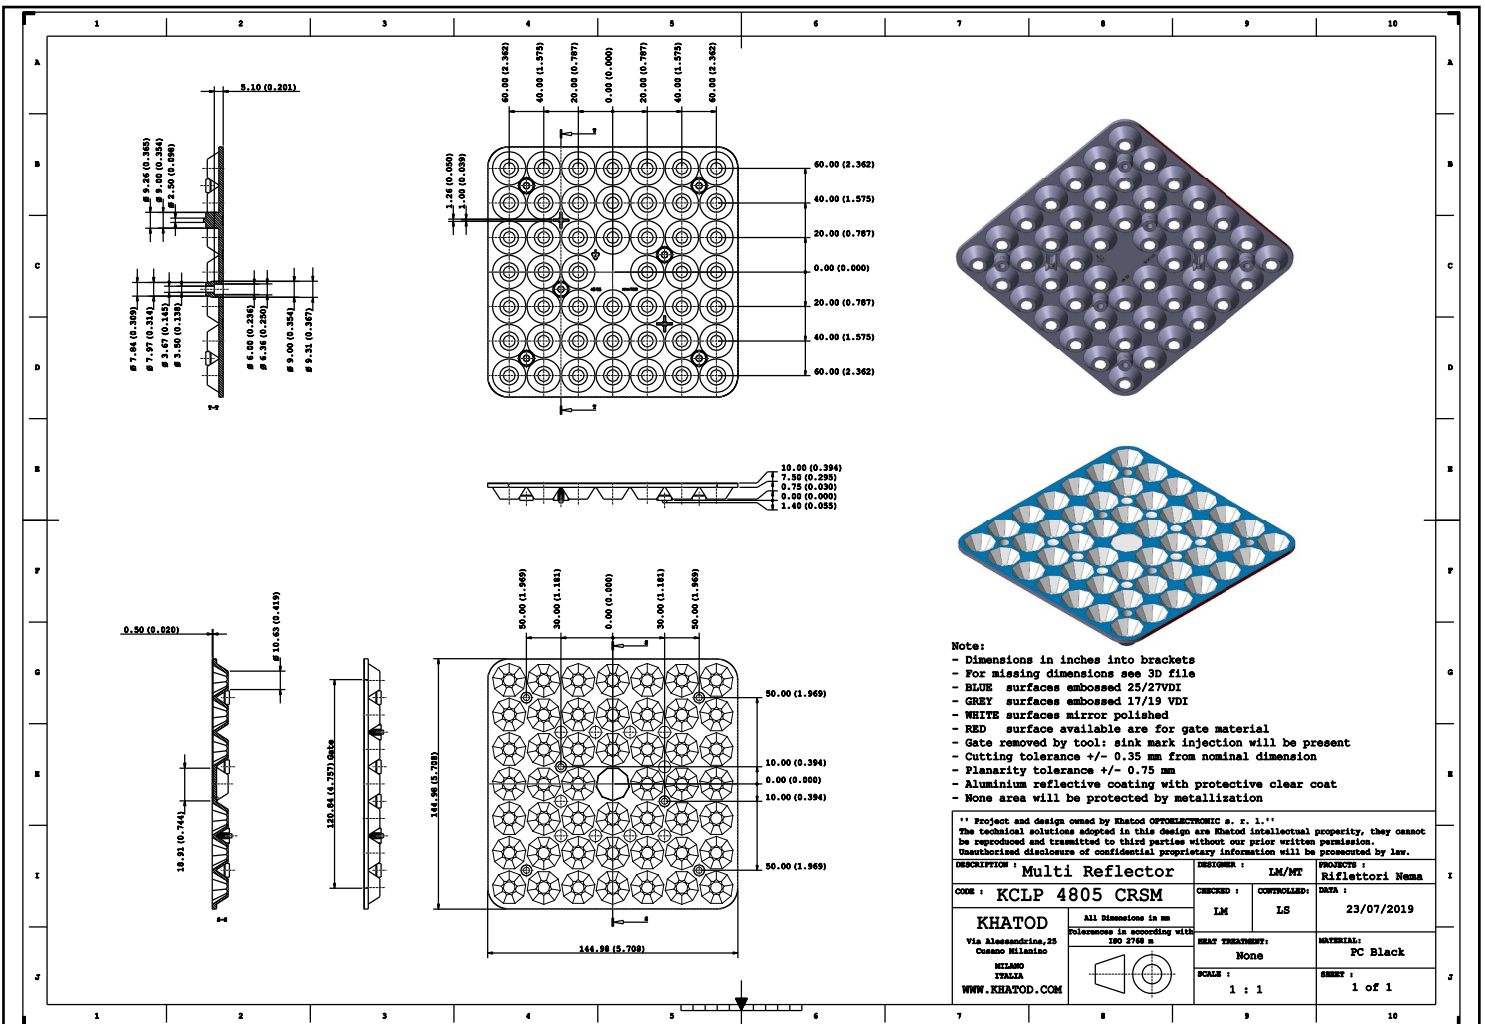 1 2 3 4 5 6 7 8 9 10
A
B
C
D
E
F
G
H
I
J
5.10 (0.201)
Ø 9.26 (0.365)
Ø 9.00 (0.354)
Ø 2.50 (0.098)
Ø 7.84 (0.309)
Ø 7.97 (0.314)
Ø 3.67 (0.145)
Ø 3.50 (0.138)
Ø 6.00 (0.236)
Ø 6.36 (0.250)
Ø 9.00 (0.354)
Ø 9.31 (0.367)
T-T
60.00 (2.362)
40.00 (1.575)
20.00 (0.787)
0.00 (0.000)
20.00 (0.787)
40.00 (1.575)
60.00 (2.362)
1.26 (0.050)
1.00 (0.039)
60.00 (2.362)
40.00 (1.575)
20.00 (0.787)
0.00 (0.000)
20.00 (0.787)
40.00 (1.575)
60.00 (2.362)
10.00 (0.394)
7.50 (0.295)
0.75 (0.030)
0.00 (0.000)
1.40 (0.055)
0.50 (0.020)
Ø 10.63 (0.419)
18.91 (0.744)
S-S
120.84 (4.757) Gate
144.98 (5.708)
50.00 (1.969)
30.00 (1.181)
0.00 (0.000)
30.00 (1.181)
50.00 (1.969)
50.00 (1.969)
10.00 (0.394)
0.00 (0.000)
10.00 (0.394)
50.00 (1.969)
144.98 (5.708)
Note:
- Dimensions in inches into brackets
- For missing dimensions see 3D file
- BLUE surfaces embossed 25/27VDI
- GREY surfaces embossed 17/19 VDI
- WHITE surfaces mirror polished
- RED surface available are for gate material
- Gate removed by tool: sink mark injection will be present
- Cutting tolerance +/- 0.35 mm from nominal dimension
- Planarity tolerance +/- 0.75 mm
- Aluminium reflective coating with protective clear coat
- None area will be protected by metallization
'' Project and design owned by Khatod OPTOELECTRONIC s. r. l.''
The technical solutions adopted in this design are Khatod intellectual properity, they cannot
be reproduced and trasmitted to third parties without our prior written permission.
Unauthorized disclosure of confidential proprietary information will be prosecuted by law.
DESCRIPTION : Multi Reflector
DESIGNER : LM/MT
PROJECTS: Riflettori Nema
CODE : KCLP 4805 CRSM
CHECKED : LM
CONTROLLED: LS
DATA : 23/07/2019
KHATOD
Via Alessandrina,25
Cusano Milanino
MILANO
ITALIA
WWW.KHATOD.COM
All Dimensions in mm
Tolerances in according with
ISO 2768 m
HEAT TREATMENT: None
MATERIAL: PC Black
SCALE : 1 : 1
SHEET : 1 of 1
1 2 3 4 5 6 7 8 9 10